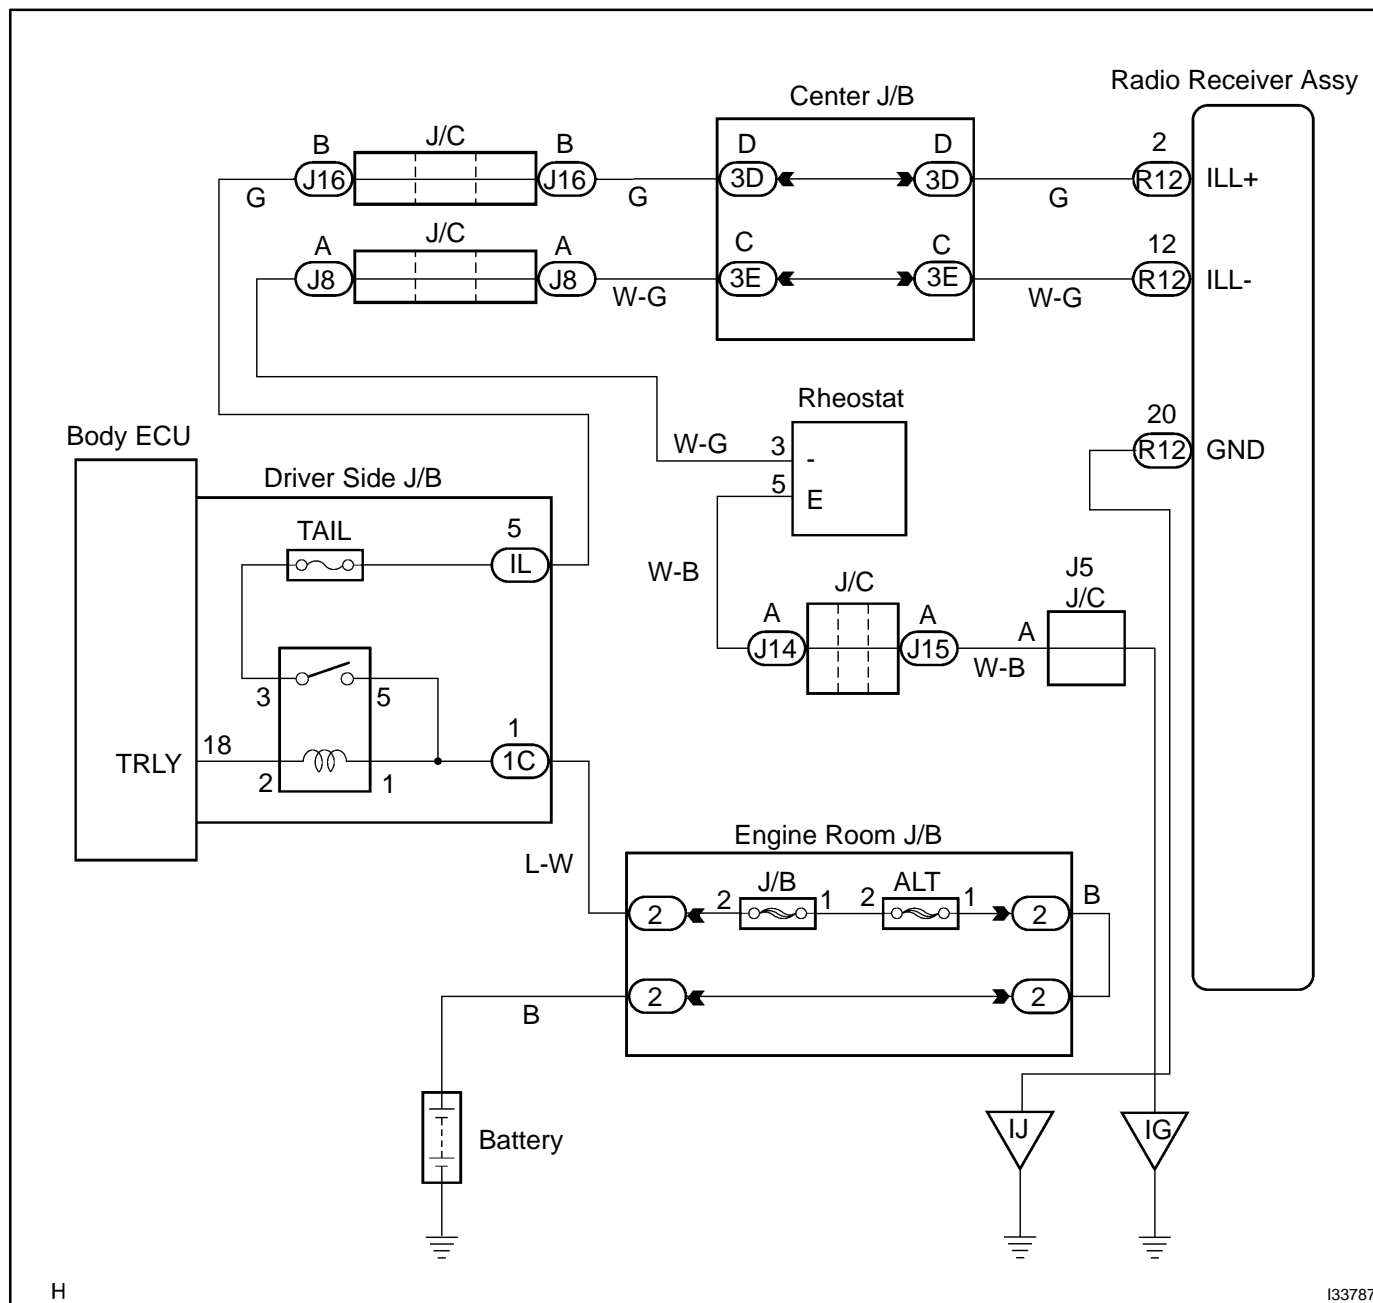 Radio Receiver Assy
Center J/B
B
J/C
B
D
D
2
J16
J16
3D
3D
R12
ILL+
G
G
G
A
J/C
A
C
C
12
J8
J8
3E
3E
R12
ILL-
W-G
W-G
Rheostat
20
R12
GND
Body ECU
W-G
3
-
5
E
Driver Side J/B
TAIL
5
IL
W-B
J/C
J5
J/C
A
A
A
J14
J15
W-B
3
5
1
TRLY
18
1C
2
1
Engine Room J/B
L-W
J/B
ALT
2
2
1
2
1
2
B
2
2
B
Battery
IJ
IG
H
I33787